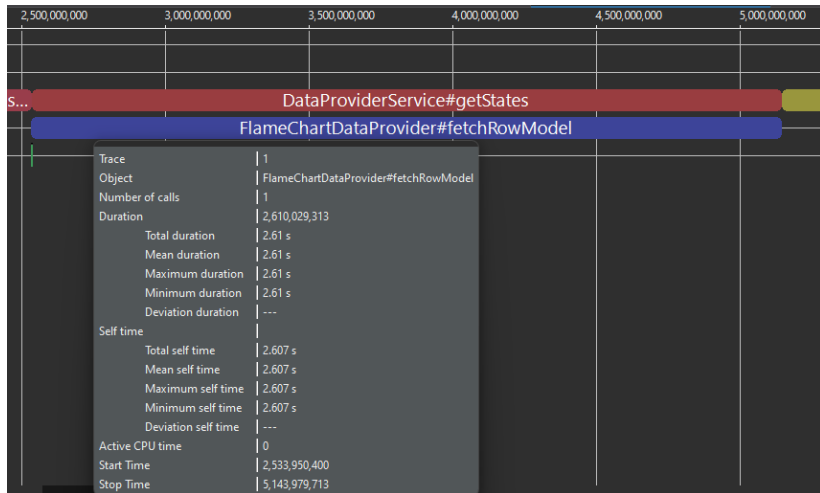 2,500,000,000 3,000,000,000 3,500,000,000 4,000,000,000 4,500,000,000 5,000,000,000
s... DataProviderService#getStates
FlameChartDataProvider#fetchRowModel
Trace 1
Object FlameChartDataProvider#fetchRowModel
Number of calls 1
Duration 2,610,029,313
Total duration 2.61 s
Mean duration 2.61 s
Maximum duration 2.61 s
Minimum duration 2.61 s
Deviation duration ---
Self time
Total self time 2.607 s
Mean self time 2.607 s
Maximum self time 2.607 s
Minimum self time 2.607 s
Deviation self time ---
Active CPU time 0
Start Time 2,533,950,400
Stop Time 5,143,979,713